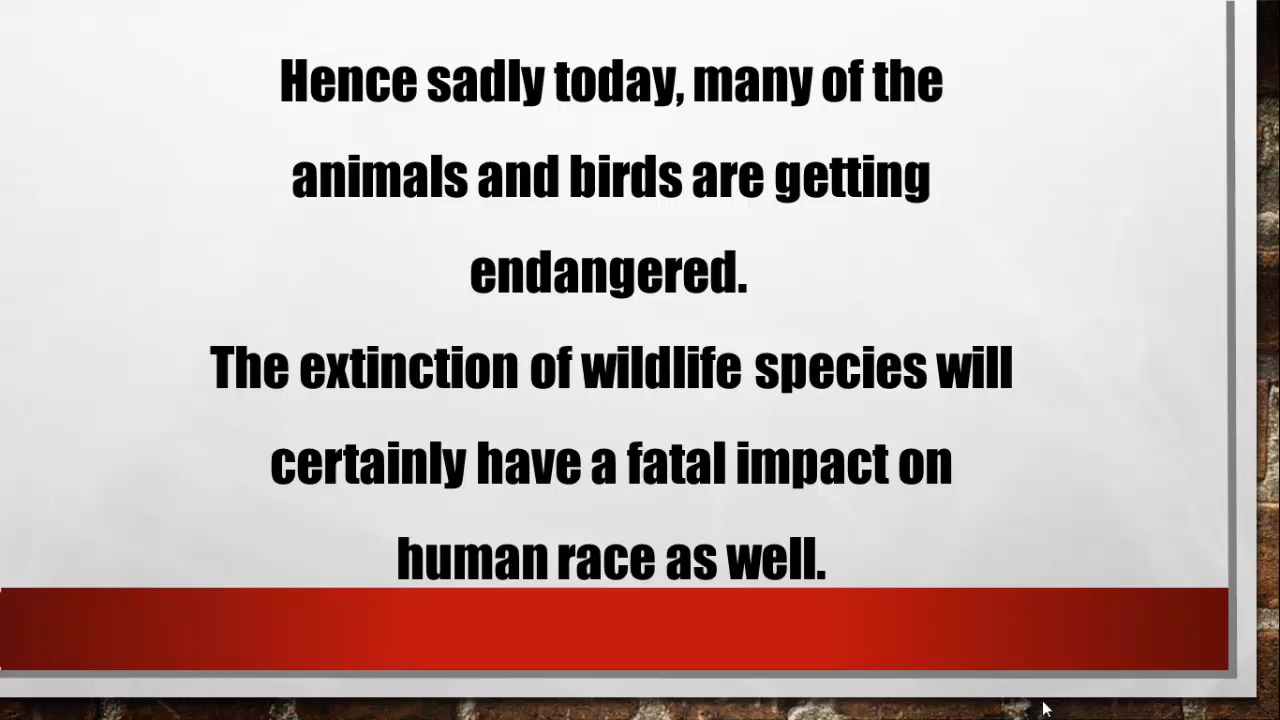 Hence sadly today, many of the
animals and birds are getting
endangered.
The extinction of wildlife species will
certainly have a fatal impact on
human race as well.